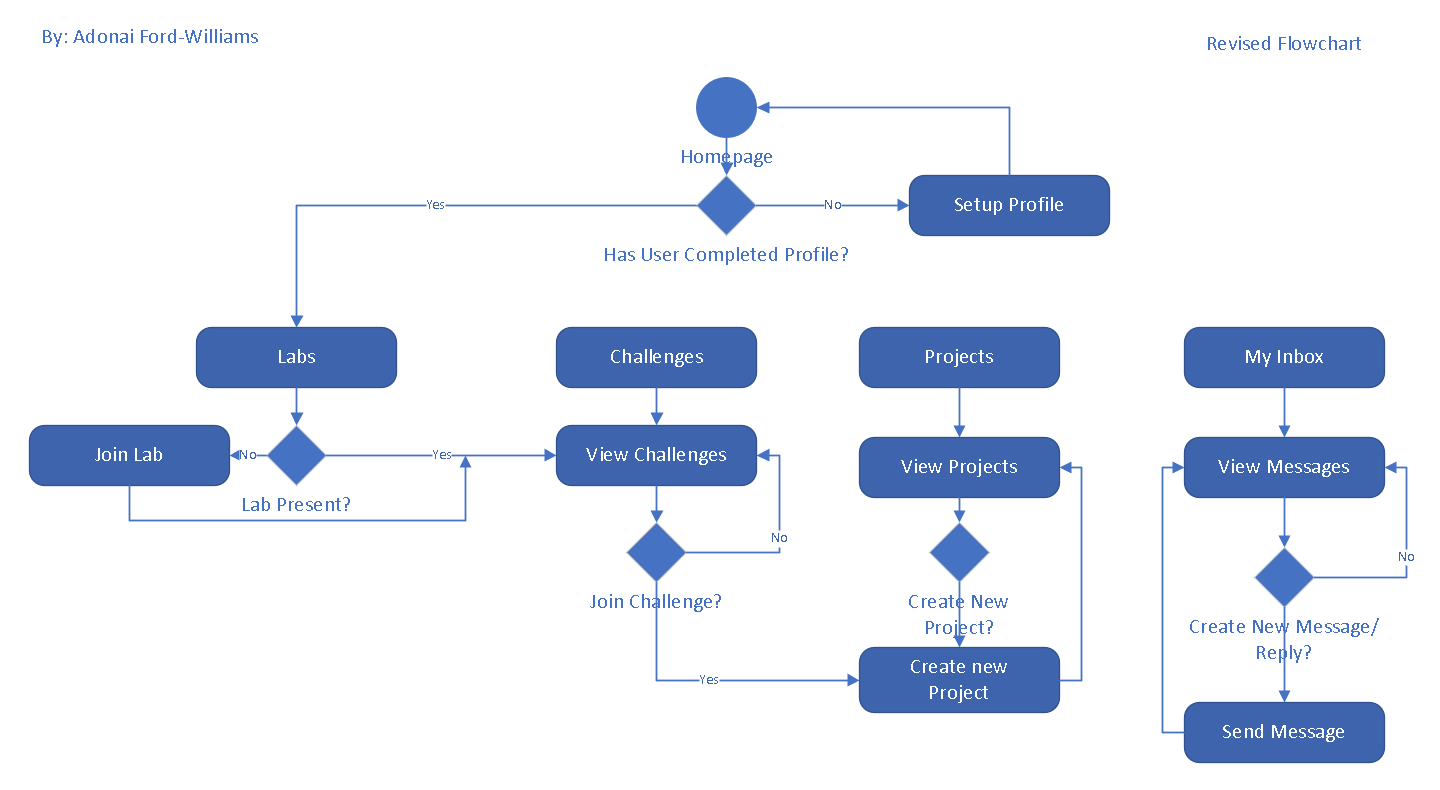 By: Adonai Ford-Williams
Revised Flowchart
Homepage
Yes
No
Setup Profile
Has User Completed Profile?
Labs
Challenges
Projects
My Inbox
Join Lab
No
Yes
View Challenges
View Projects
View Messages
Lab Present?
No
No
Join Challenge?
Create New
Project?
Create New Message/
Reply?
Yes
Create new
Project
Send Message